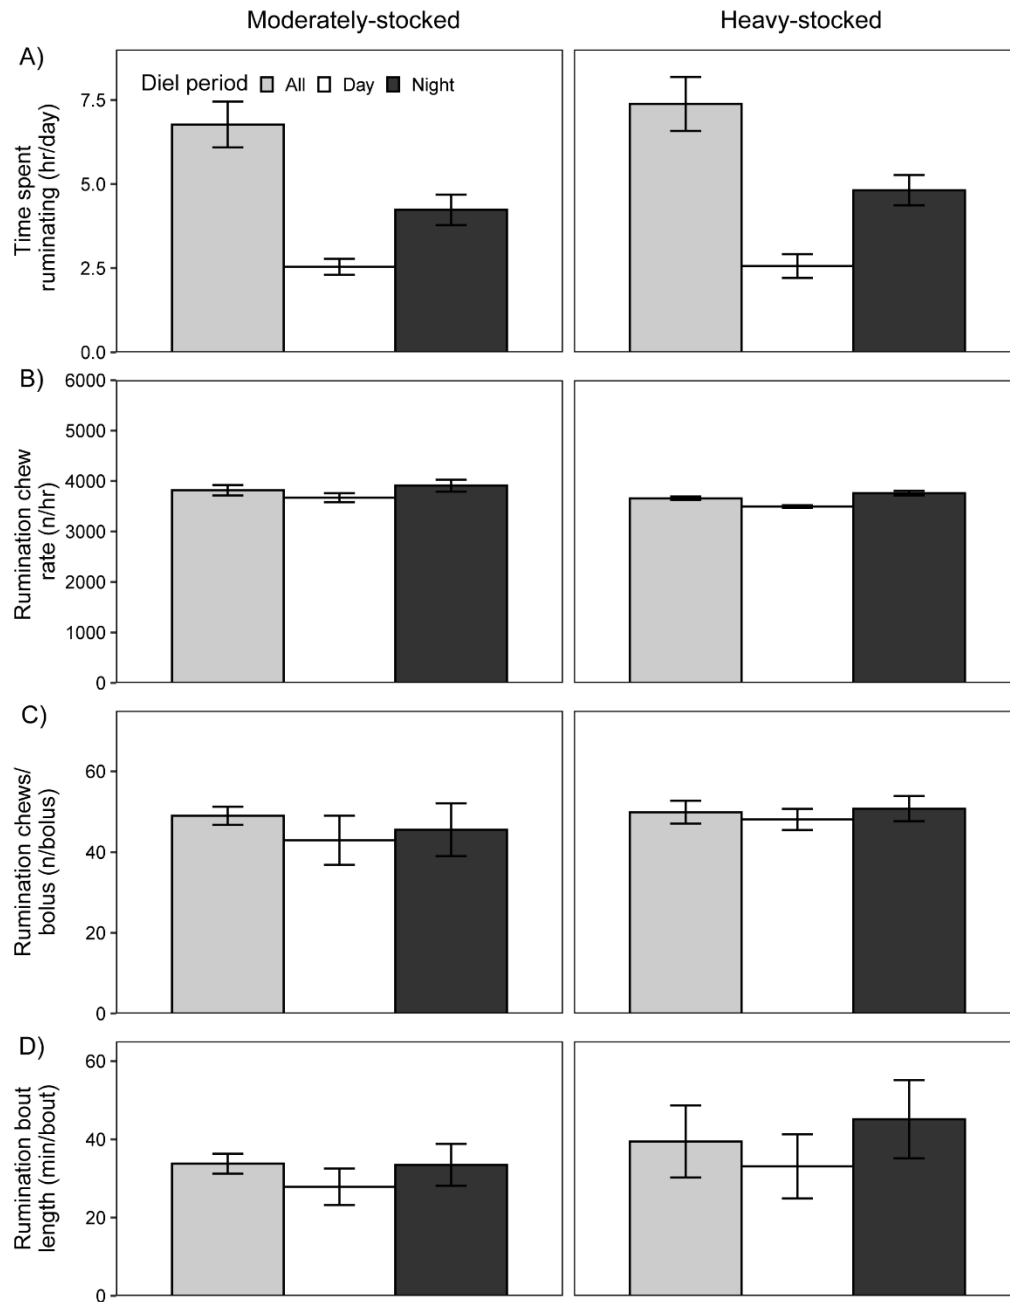 Moderately-stocked
Heavy-stocked
A)
Time spent
ruminating (hr/day)
7.5
5.0
2.5
0.0
Diel period All Day Night
B)
Rumination chew
rate (n/hr)
6000
5000
4000
3000
2000
1000
0
C)
Rumination chews/
bolus (n/bolus)
60
40
20
0
D)
Rumination bout
length (min/bout)
60
40
20
0